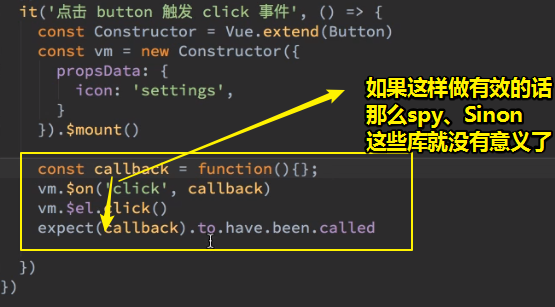 it('点击 button 触发 click 事件', () => {
const Constructor = Vue.extend(Button)
const vm = new Constructor({
propsData: {
icon: 'settings',
}
}).$mount()
如果这样做有效的话
那么spy、Sinon
这些库就没有意义了
const callback = function(){};
vm.$on('click', callback)
vm.$el.click()
expect(callback).to.have.been.called
})
})